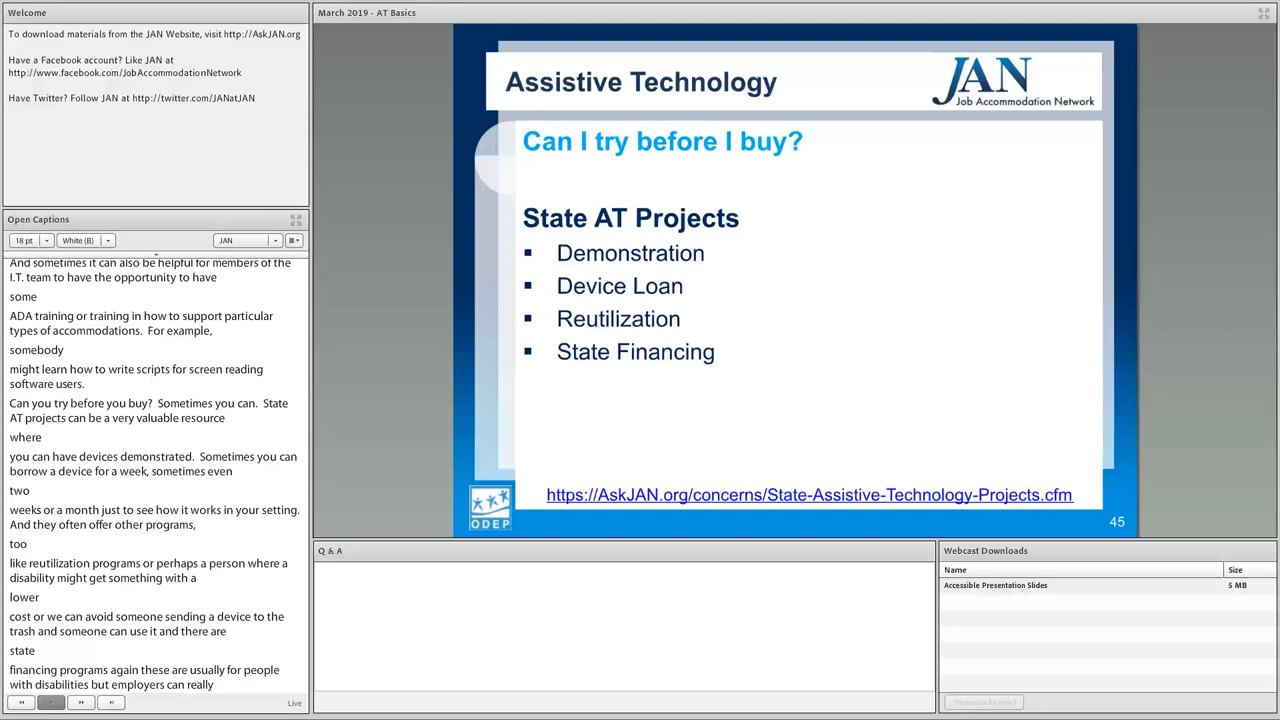 Welcome
To download materials from the JAN Website, visit http://AskJAN.org
Have a Facebook account? Like JAN at
http://www.facebook.com/JobAccommodationNetwork
Have Twitter? Follow JAN at http://twitter.com/JANatJAN
Open Captions
18 pt
White (B)
JAN
And sometimes it can also be helpful for members of the
I.T. team to have the opportunity to have
some
ADA training or training in how to support particular
types of accommodations.  For example,
somebody
might learn how to write scripts for screen reading
software users.
Can you try before you buy?  Sometimes you can.  State
AT projects can be a very valuable resource
where
you can have devices demonstrated.  Sometimes you can
borrow a device for a week, sometimes even
two
weeks or a month just to see how it works in your setting.
And they often offer other programs,
too
like reutilization programs or perhaps a person where a
disability might get something with a
lower
cost or we can avoid someone sending a device to the
trash and someone can use it and there are
state
financing programs again these are usually for people
with disabilities but employers can really
Live
March 2019 - AT Basics
Assistive Technology
JAN
Job Accommodation Network
Can I try before I buy?
State AT Projects
Demonstration
Device Loan
Reutilization
State Financing
https://AskJAN.org/concerns/State-Assistive-Technology-Projects.cfm
ODEP
45
Q & A
Webcast Downloads
Name Size
Accessible Presentation Slides 5 MB